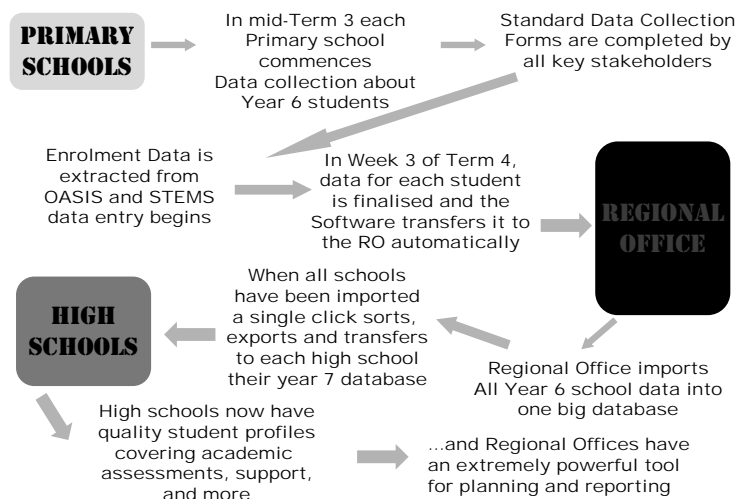 PRIMARY
SCHOOLS
In mid-Term 3 each
Primary school
commences
Data collection about
Year 6 students
Standard Data Collection
Forms are completed by
all key stakeholders
Enrolment Data is
extracted from
OASIS and STEMS
data entry begins
In Week 3 of Term 4,
data for each student
is finalised and the
Software transfers it to
the RO automatically
REGIONAL
OFFICE
Regional Office imports
All Year 6 school data into
one big database
When all schools
have been imported
a single click sorts,
exports and transfers
to each high school
their year 7 database
HIGH
SCHOOLS
High schools now have
quality student profiles
covering academic
assessments, support,
and more
...and Regional Offices have
an extremely powerful tool
for planning and reporting